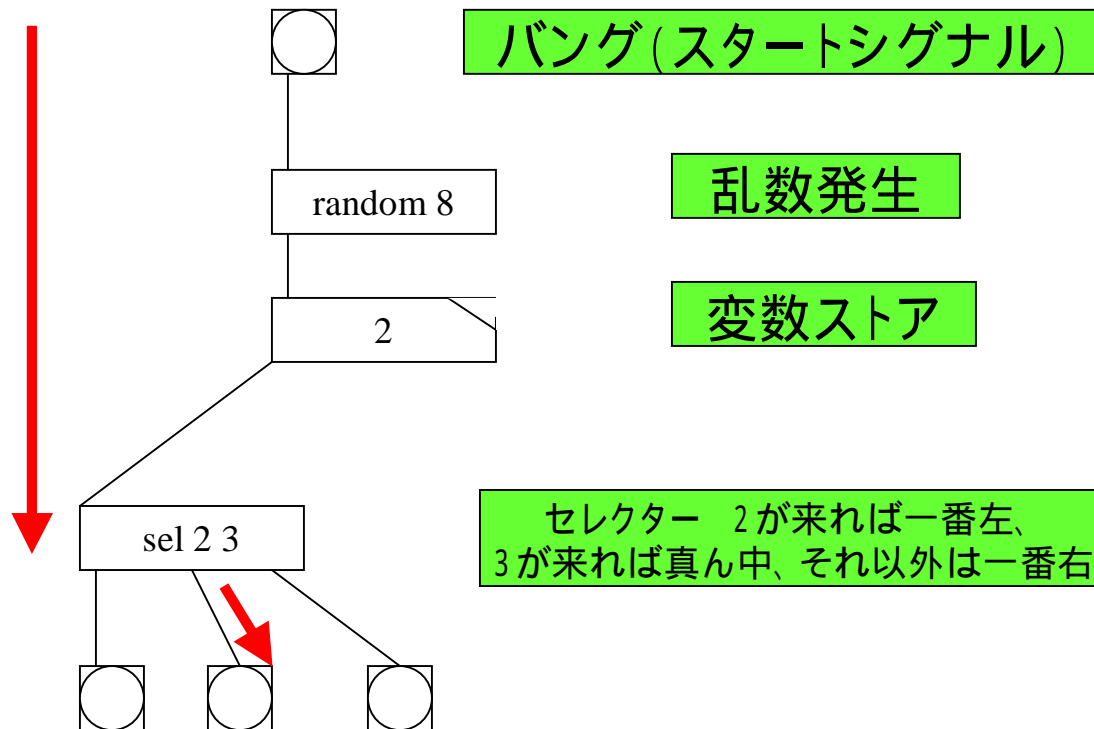 バング(スタートシグナル)
random 8
乱数発生
2
変数ストア
sel 2 3
セレクター　2が来れば一番左、
3が来れば真ん中、それ以外は一番右